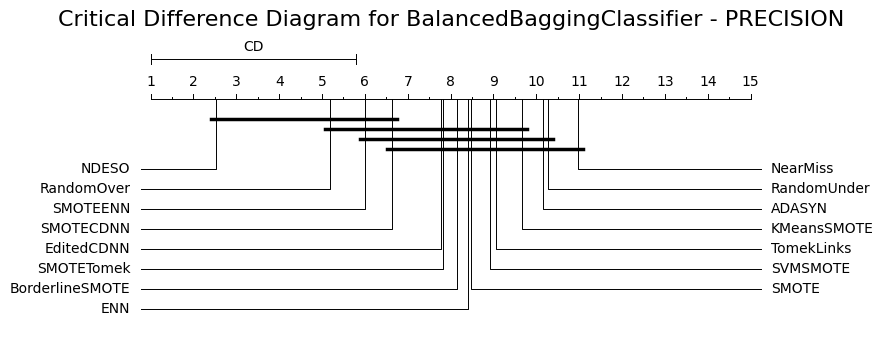 Critical Difference Diagram for BalancedBaggingClassifier - PRECISION
CD
1 2 3 4 5 6 7 8 9 10 11 12 13 14 15
NDESO NearMiss
RandomOver RandomUnder
SMOTEENN ADASYN
SMOTECDNN KMeansSMOTE
EditedCDNN TomekLinks
SMOTETomek SVMSMOTE
BorderlineSMOTE SMOTE
ENN